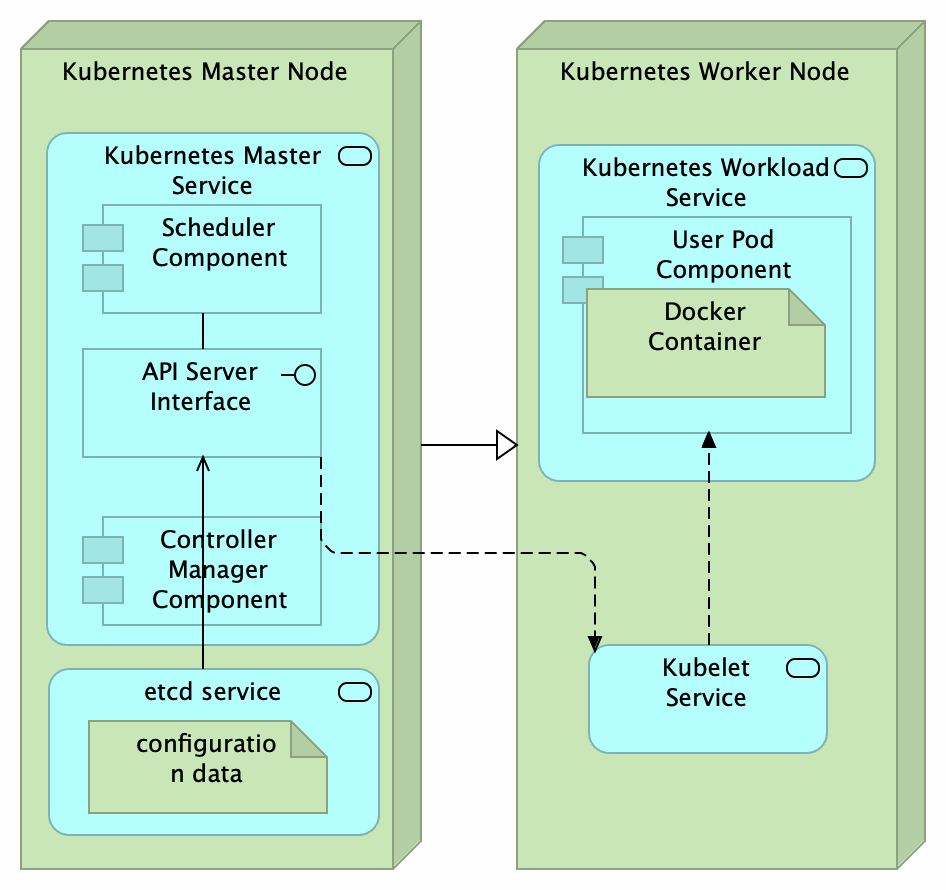 Kubernetes Master Node
Kubernetes Master
Service
Scheduler
Component
API Server
Interface
Controller
Manager
Component
etcd service
configuratio
n data
Kubernetes Worker Node
Kubernetes Workload
Service
User Pod
Component
Docker
Container
Kubelet
Service